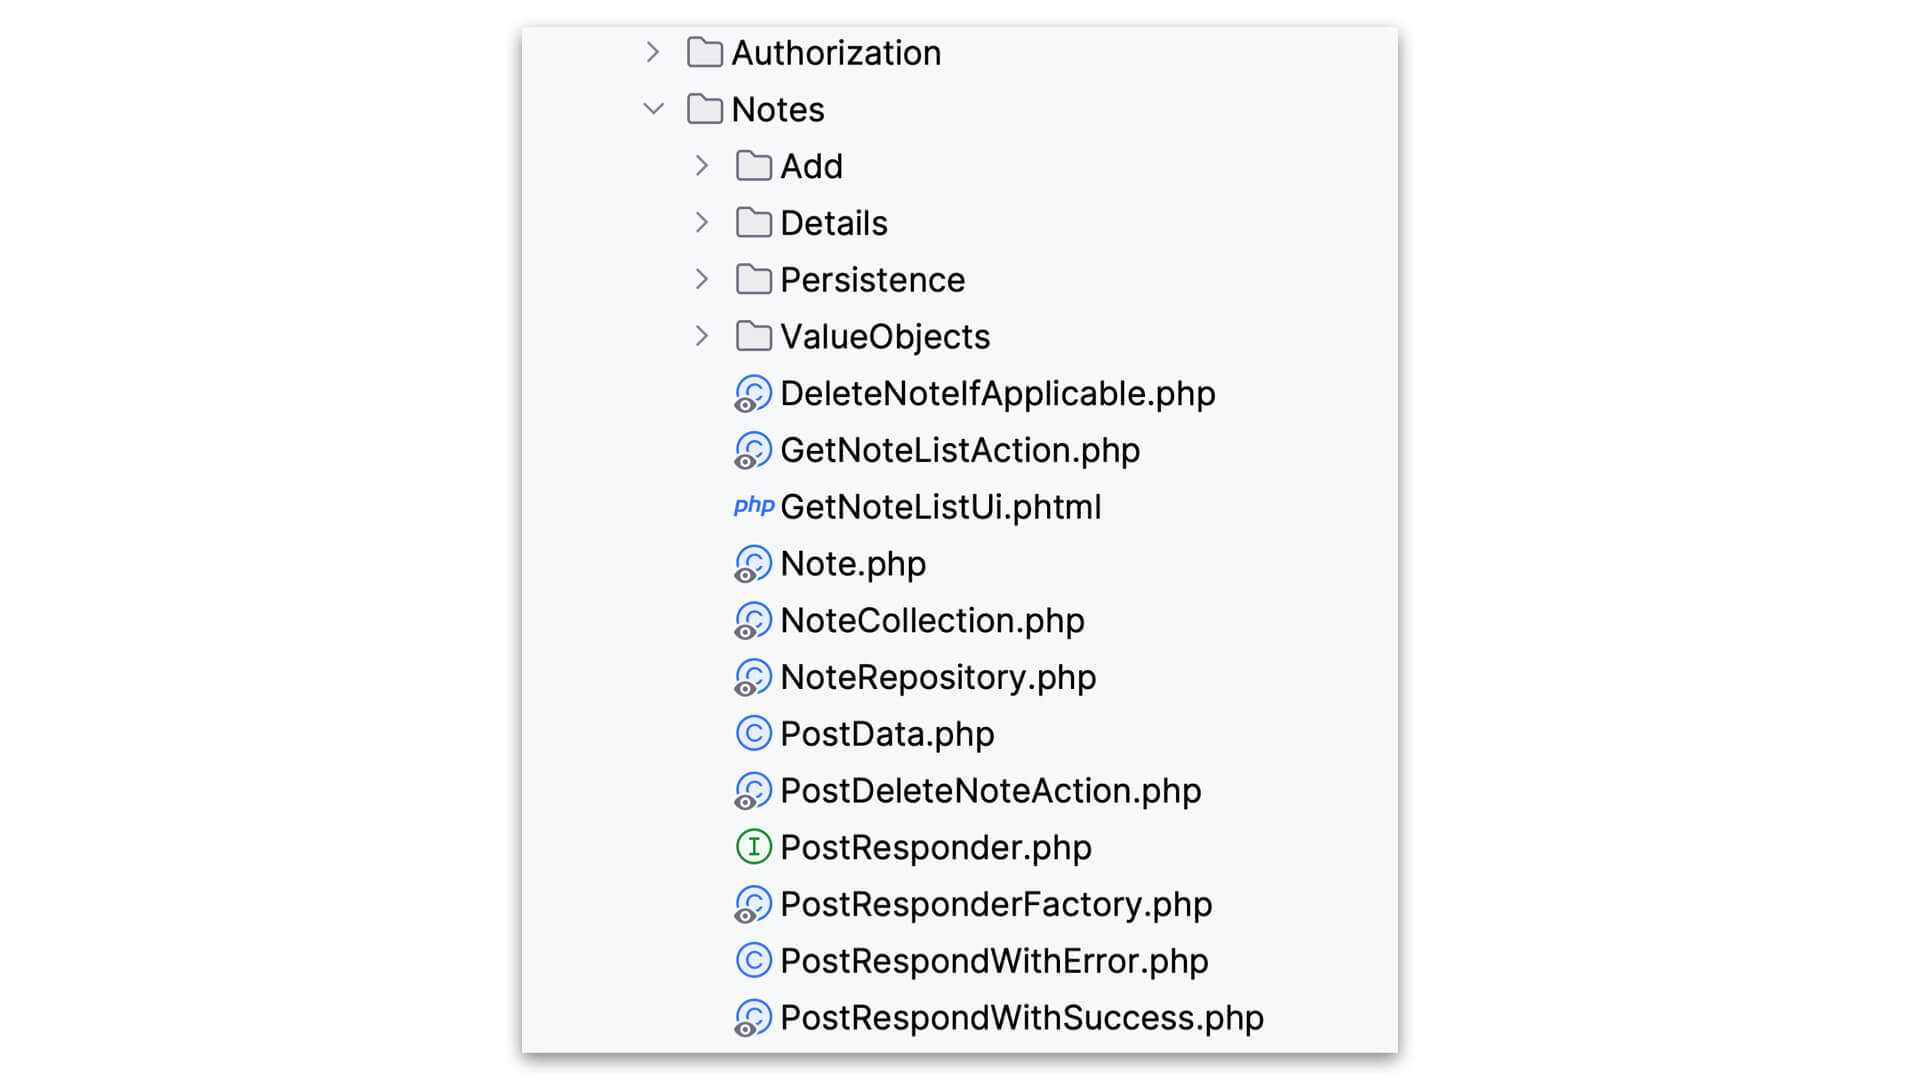 Authorization
Notes
Add
Details
Persistence
ValueObjects
DeleteNoteIfApplicable.php
GetNoteListAction.php
php GetNoteListUi.phtml
Note.php
NoteCollection.php
NoteRepository.php
C PostData.php
PostDeleteNoteAction.php
I PostResponder.php
PostResponderFactory.php
C PostRespondWithError.php
PostRespondWithSuccess.php